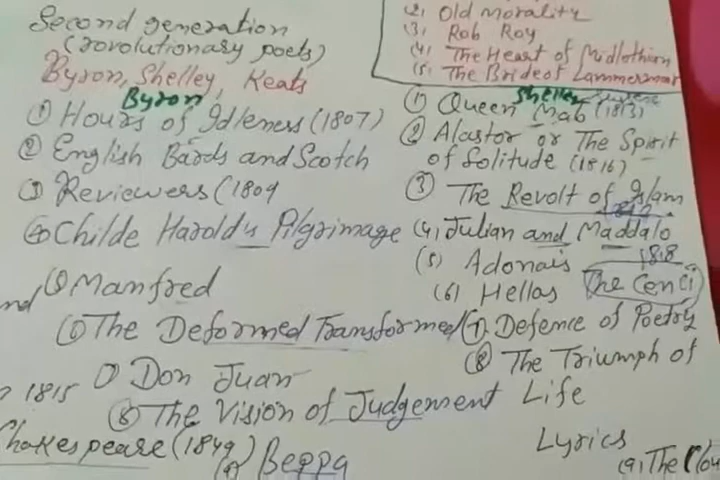 Second generation
(rovolutionary poets)
Byron, Shelley, Keats
Byron
① Hours of Idleness (1807)
② English Bards and Scotch
③ Reviewers (1809
④ Childe Harold's Pilgrimage
Manfred
The Deformed Transformed
Don Juan
⑧ The Vision of Judgement
1815
Shakespeare (1849)
Beppa
(2) Old morality
(3) Rob Roy
(4) The Heart of Midlothian
(5) The Bride of Lammermoor
Shelley
① Queen Mab (1813)
② Alastor or The Spirit
of Solitude (1816)
③ The Revolt of Islam
(4) Julian and Maddalo
1818
(5) Adonais
(6) Hellas The Cenci
⑦ Defence of Poetry
⑧ The Triumph of
Life
Lyrics
(9) The Clou